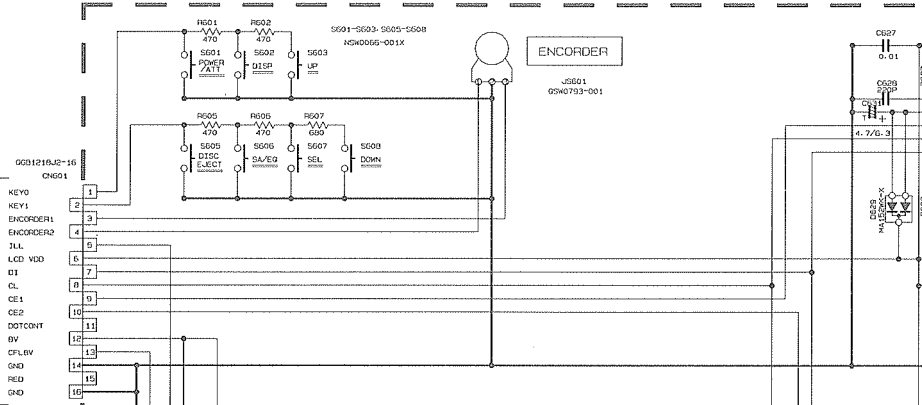 R601 R602
470 470
S601-S603, S605-S608
NSW0066-001X
S601 POWER /ATT
S602 DISP
S603 UP
ENCORDER
JS601
QSW0793-001
C627
0.01
C628
220P
C631
T +
4.7/6.3
R605 R606 R607
470 470 680
S605 DISC EJECT
S606 SA/EQ
S607 SEL
S608 DOWN
QGB1218J2-16
CN601
KEY0 1
KEY1 2
ENCORDER1 3
ENCORDER2 4
ILL 5
LCD VDD 6
DI 7
CL 8
CE1 9
CE2 10
DOTCONT 11
8V 12
CFL8V 13
GND 14
RED 15
GND 16
D629
MA152WK-X